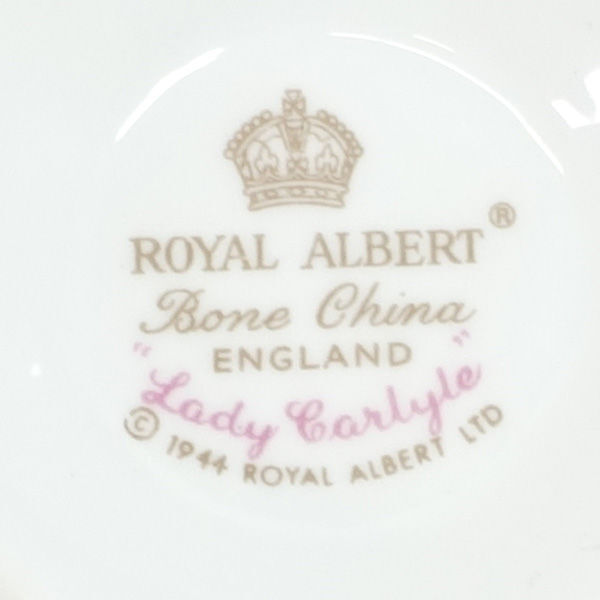 ROYAL ALBERT®
Bone China
ENGLAND
"Lady Carlyle"
© 1944 ROYAL ALBERT LTD